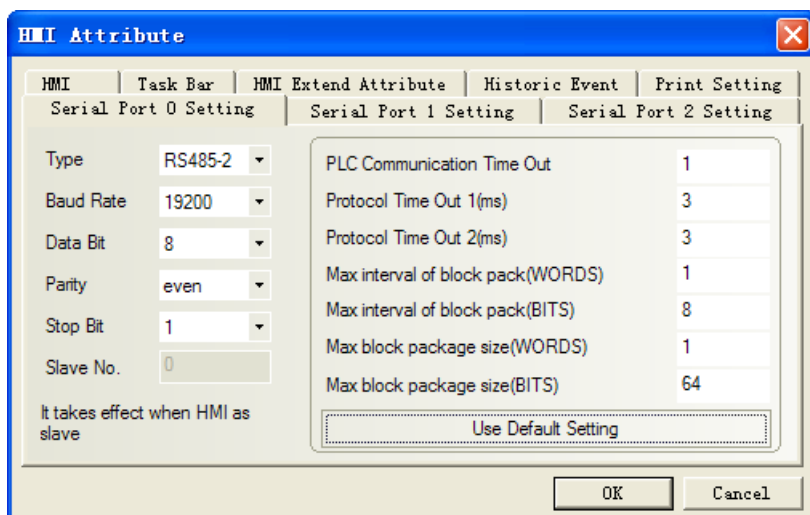 HMI Attribute
HMI Task Bar HMI Extend Attribute Historic Event Print Setting
Serial Port 0 Setting Serial Port 1 Setting Serial Port 2 Setting
Type RS485-2
Baud Rate 19200
Data Bit 8
Parity even
Stop Bit 1
Slave No. 0
It takes effect when HMI as
slave
PLC Communication Time Out 1
Protocol Time Out 1(ms) 3
Protocol Time Out 2(ms) 3
Max interval of block pack(WORDS) 1
Max interval of block pack(BITS) 8
Max block package size(WORDS) 1
Max block package size(BITS) 64
Use Default Setting
OK Cancel